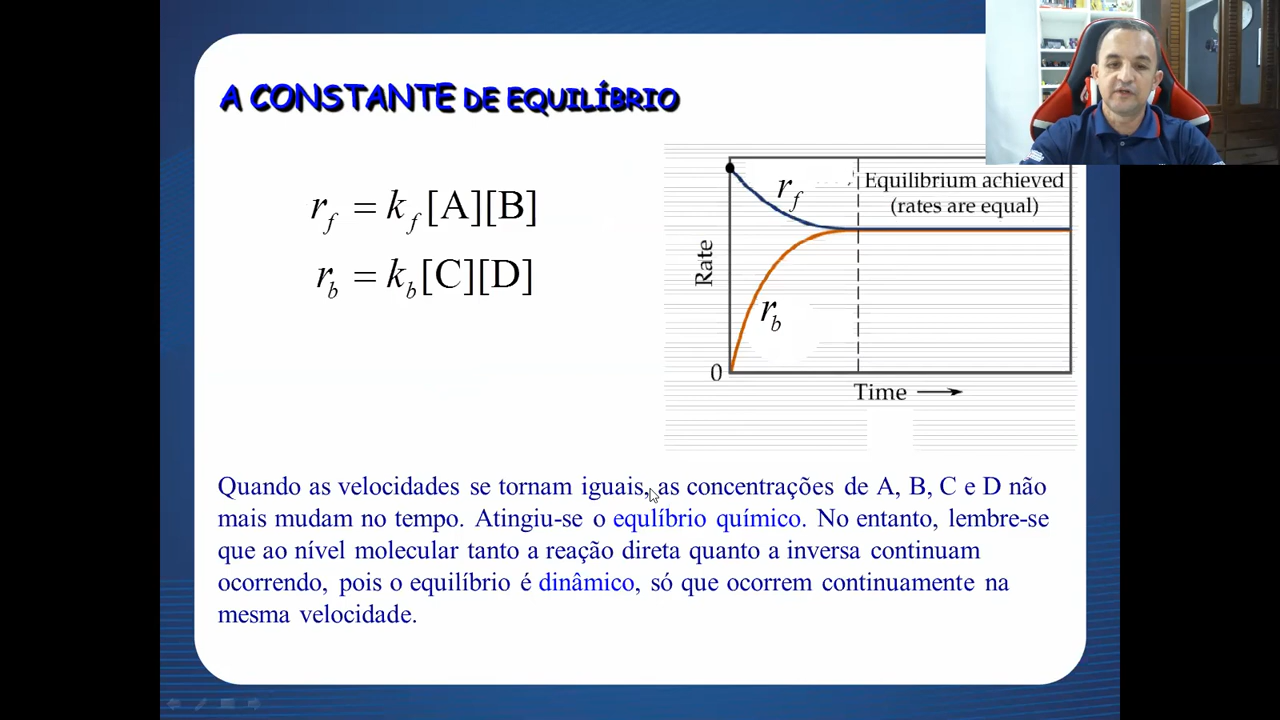 A CONSTANTE DE EQUILÍBRIO
r_f = k_f [A][B]
r_b = k_b [C][D]
r_f
Equilibrium achieved
(rates are equal)
Rate
r_b
0
Time
Quando as velocidades se tornam iguais, as concentrações de A, B, C e D não
mais mudam no tempo. Atingiu-se o equlíbrio químico. No entanto, lembre-se
que ao nível molecular tanto a reação direta quanto a inversa continuam
ocorrendo, pois o equilíbrio é dinâmico, só que ocorrem continuamente na
mesma velocidade.